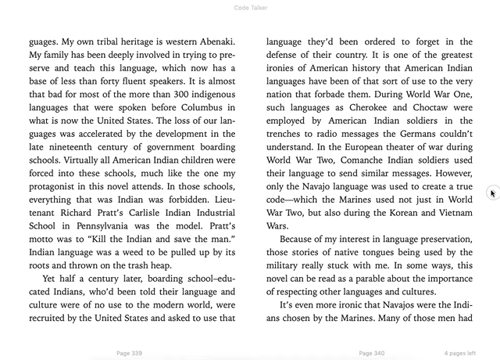 Code Talker
guages. My own tribal heritage is western Abenaki.
My family has been deeply involved in trying to pre-
serve and teach this language, which now has a
base of less than forty fluent speakers. It is almost
that bad for most of the more than 300 indigenous
languages that were spoken before Columbus in
what is now the United States. The loss of our lan-
guages was accelerated by the development in the
late nineteenth century of government boarding
schools. Virtually all American Indian children were
forced into these schools, much like the one my
protagonist in this novel attends. In those schools,
everything that was Indian was forbidden. Lieu-
tenant Richard Pratt's Carlisle Indian Industrial
School in Pennsylvania was the model. Pratt's
motto was to "Kill the Indian and save the man."
Indian language was a weed to be pulled up by its
roots and thrown on the trash heap.
Yet half a century later, boarding school–edu-
cated Indians, who'd been told their language and
culture were of no use to the modern world, were
recruited by the United States and asked to use that
language they'd been ordered to forget in the
defense of their country. It is one of the greatest
ironies of American history that American Indian
languages have been of that sort of use to the very
nation that forbade them. During World War One,
such languages as Cherokee and Choctaw were
employed by American Indian soldiers in the
trenches to radio messages the Germans couldn't
understand. In the European theater of war during
World War Two, Comanche Indian soldiers used
their language to send similar messages. However,
only the Navajo language was used to create a true
code—which the Marines used not just in World
War Two, but also during the Korean and Vietnam
Wars.
Because of my interest in language preservation,
those stories of native tongues being used by the
military really stuck with me. In some ways, this
novel can be read as a parable about the importance
of respecting other languages and cultures.
It's even more ironic that Navajos were the Indi-
ans chosen by the Marines. Many of those men had
Page 339
Page 340
4 pages left